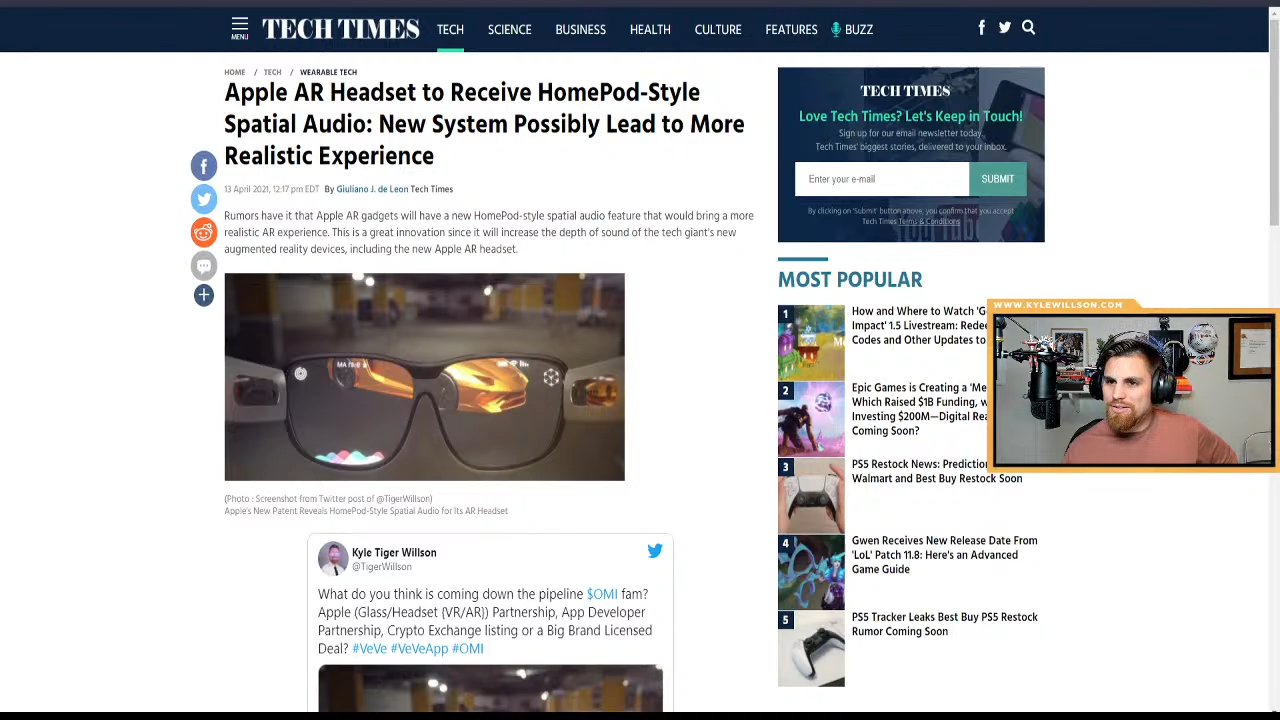 MENU
TECH TIMES
TECH
SCIENCE
BUSINESS
HEALTH
CULTURE
FEATURES
BUZZ
HOME / TECH / WEARABLE TECH
Apple AR Headset to Receive HomePod-Style
Spatial Audio: New System Possibly Lead to More
Realistic Experience
13 April 2021, 12:17 pm EDT By Giuliano J. de Leon Tech Times
Rumors have it that Apple AR gadgets will have a new HomePod-style spatial audio feature that would bring a more
realistic AR experience. This is a great innovation since it will increase the depth of sound of the tech giant's new
augmented reality devices, including the new Apple AR headset.
(Photo : Screenshot from Twitter post of @TigerWillson)
Apple's New Patent Reveals HomePod-Style Spatial Audio for Its AR Headset
Kyle Tiger Willson
@TigerWillson
What do you think is coming down the pipeline $OMI fam?
Apple (Glass/Headset (VR/AR)) Partnership, App Developer
Partnership, Crypto Exchange listing or a Big Brand Licensed
Deal? #VeVe #VeVeApp #OMI
TECH TIMES
Love Tech Times? Let's Keep in Touch!
Sign up for our email newsletter today.
Tech Times' biggest stories, delivered to your inbox.
Enter your e-mail
SUBMIT
By clicking on 'Submit' button above, you confirm that you accept
Tech Times Terms & Conditions
YouTube
MOST POPULAR
1
How and Where to Watch 'G
Impact' 1.5 Livestream: Rede
Codes and Other Updates to
2
Epic Games is Creating a 'Me
Which Raised $1B Funding, w
Investing $200M—Digital Rea
Coming Soon?
3
PS5 Restock News: Prediction
Walmart and Best Buy Restock Soon
4
Gwen Receives New Release Date From
'LoL' Patch 11.8: Here's an Advanced
Game Guide
5
PS5 Tracker Leaks Best Buy PS5 Restock
Rumor Coming Soon
WWW.KYLEWILLSON.COM